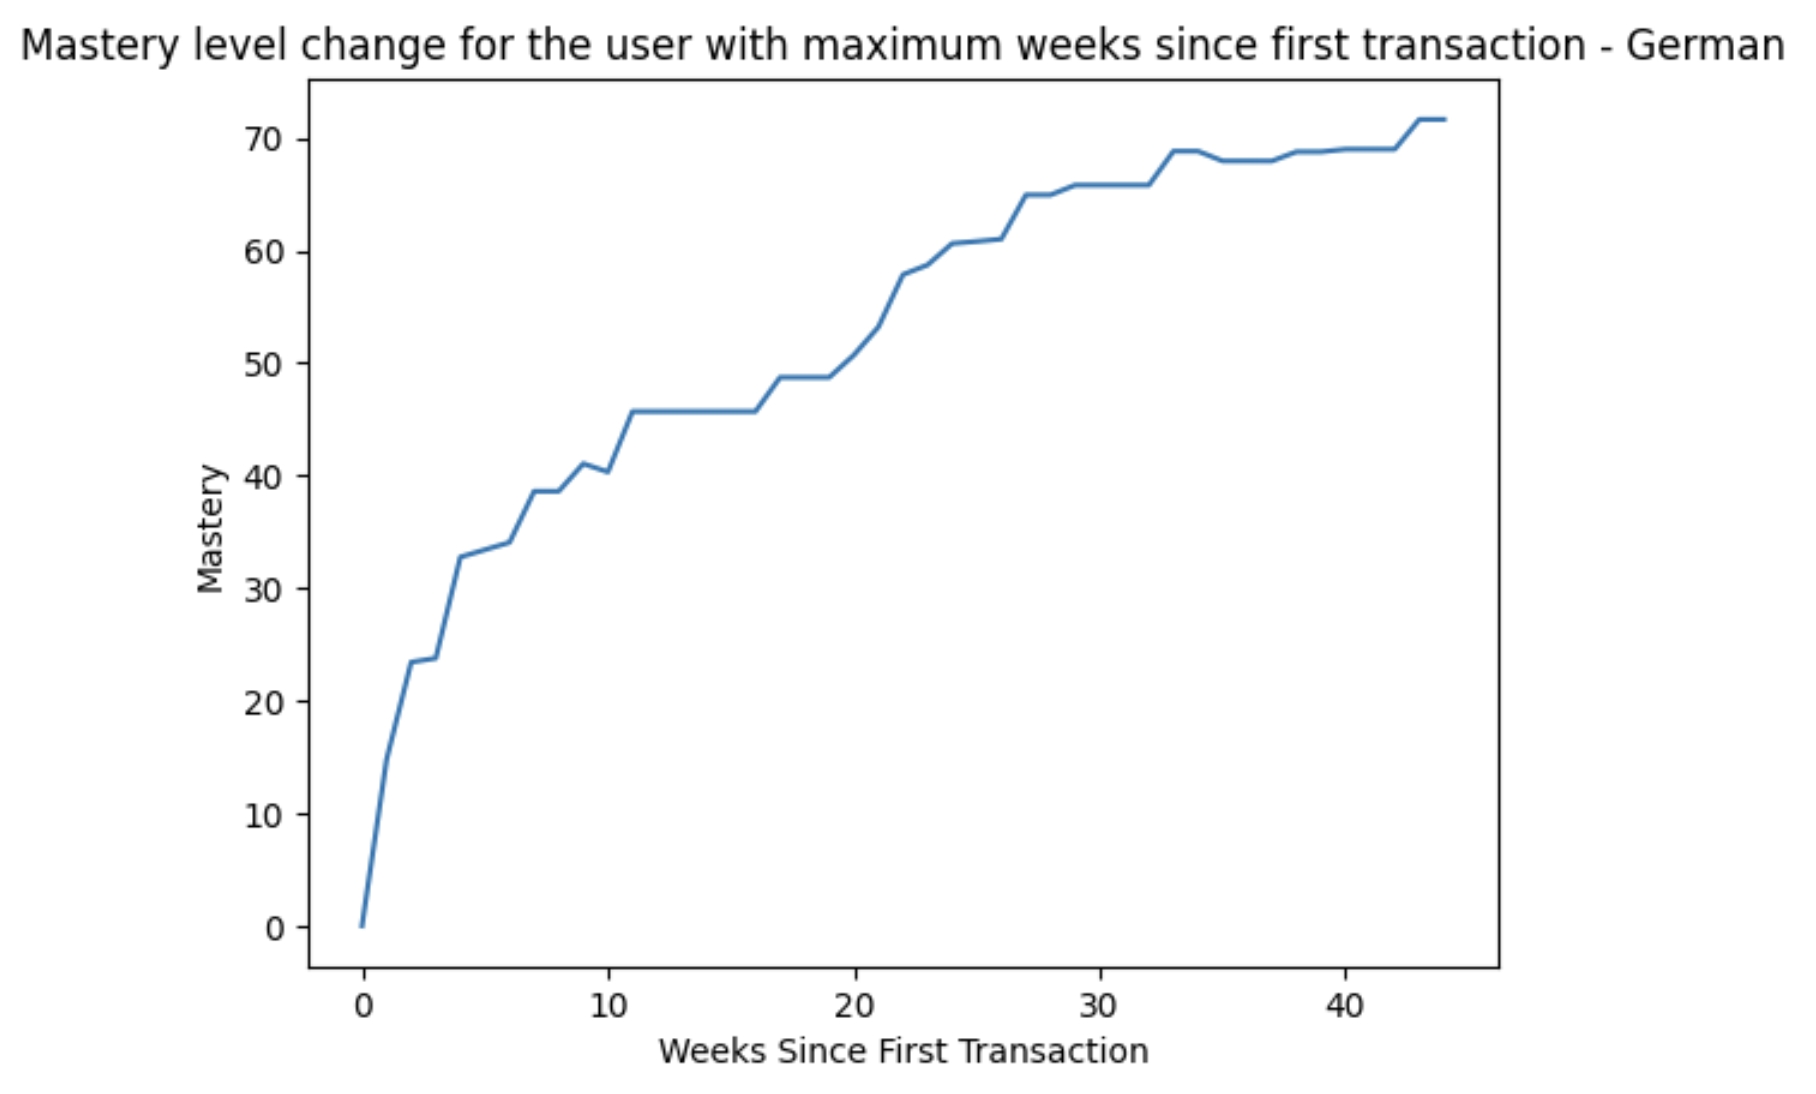 Mastery level change for the user with maximum weeks since first transaction - German
70
60
50
40
30
20
10
0
Mastery
0 10 20 30 40
Weeks Since First Transaction